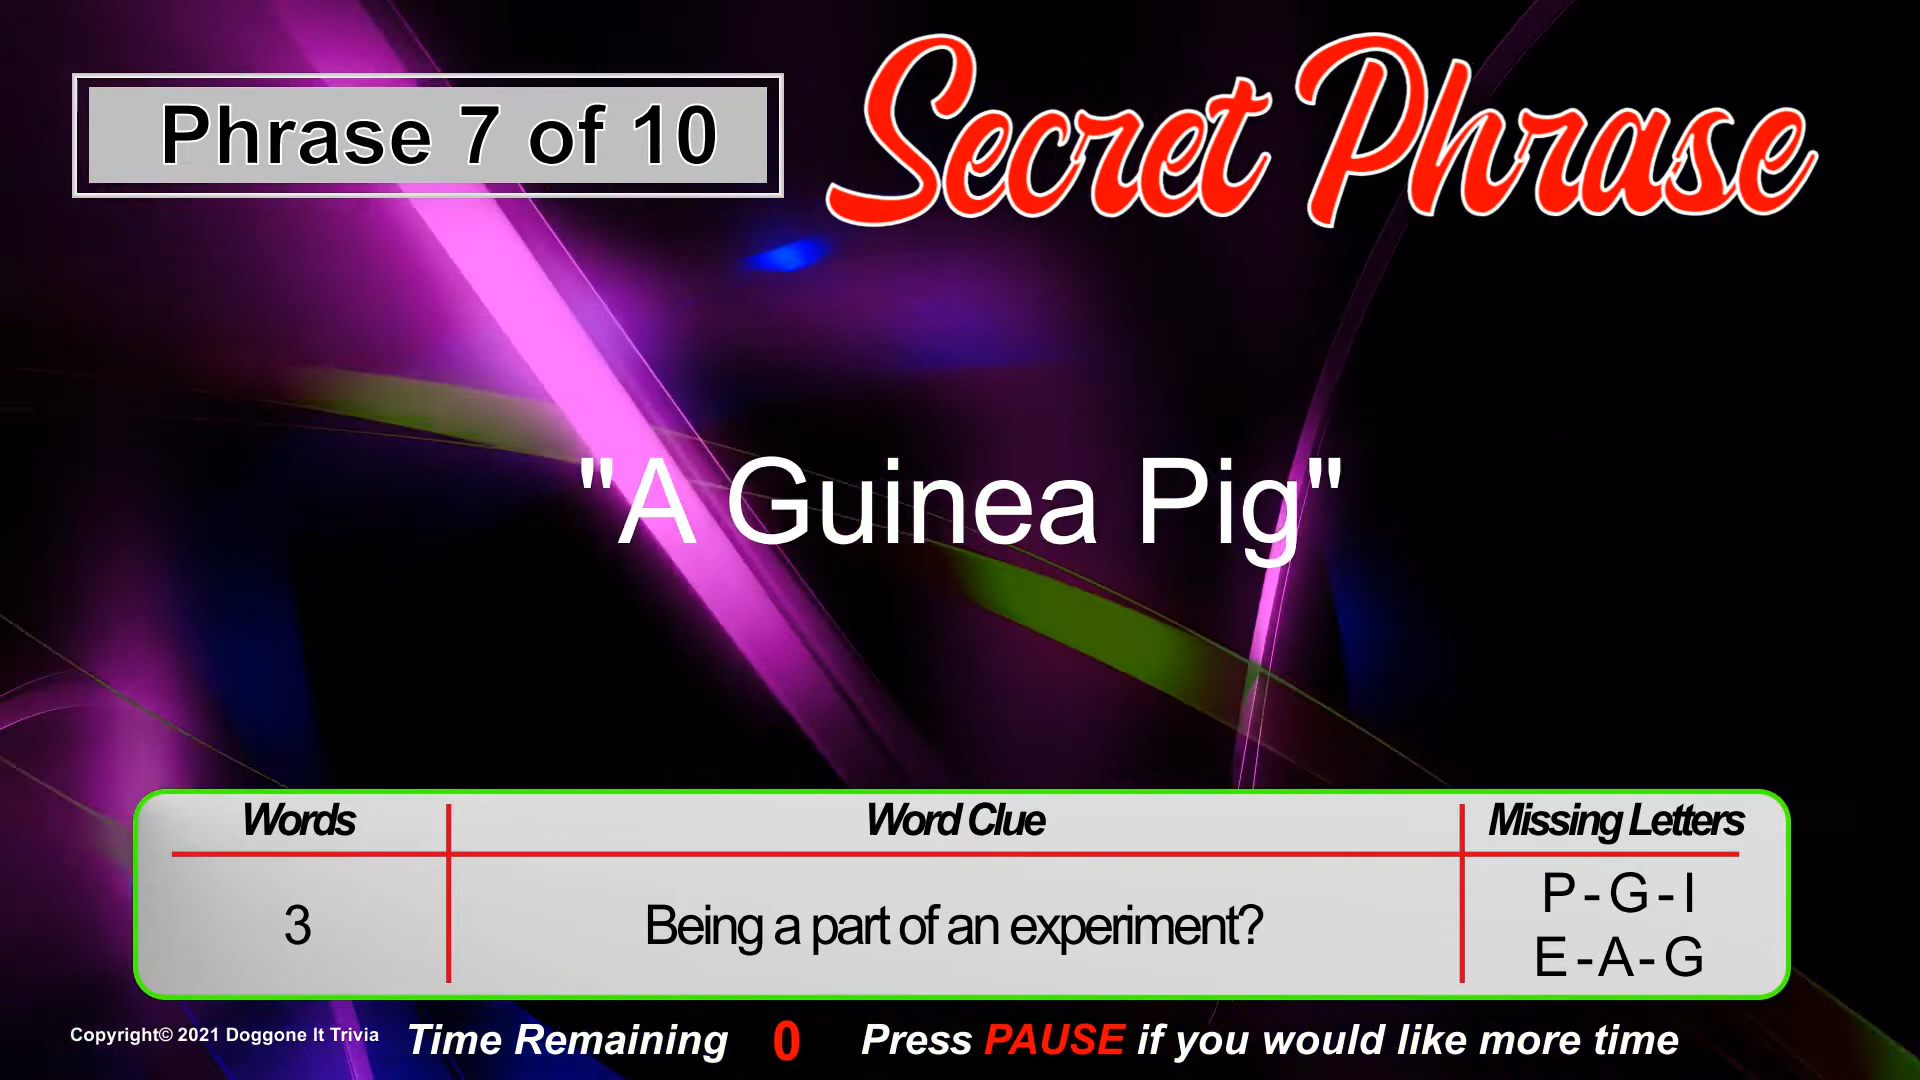 Phrase 7 of 10
Secret Phrase
"A Guinea Pig"
Words
Word Clue
Missing Letters
3
Being a part of an experiment?
P-G-I
E-A-G
Copyright© 2021 Doggone It Trivia
Time Remaining 0 Press PAUSE if you would like more time